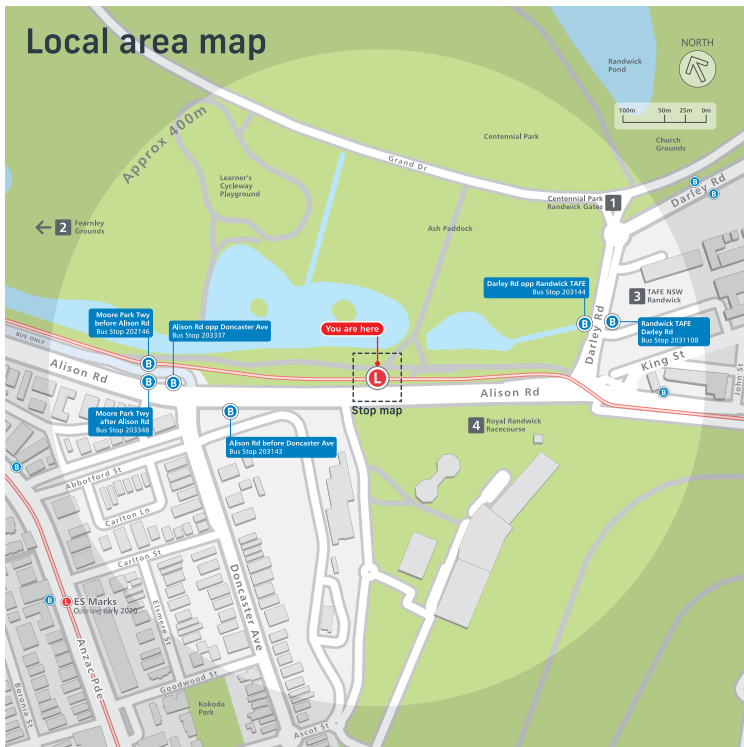 Local area map
NORTH
Randwick
Pond
100m 50m 25m 0m
Approx 400m
Centennial Park
Church
Grounds
Grand Dr
Learner's
Cycleway
Playground
Darley Rd
B
B
Centennial Park
Randwick Gates
1
2
Fearnley
Grounds
Ash Paddock
Darley Rd opp Randwick TAFE
Bus Stop 203144
3
TAFE NSW
Randwick
Moore Park Twy
before Alison Rd
Bus Stop 202146
Alison Rd opp Doncaster Ave
Bus Stop 203337
You are here
B
B
Randwick TAFE
Darley Rd
Bus Stop 2031108
Darley Rd
BUS ONLY
B
King St
Alison Rd
B
B
L
Alison Rd
B
John St
Stop map
Moore Park Twy
after Alison Rd
Bus Stop 203348
B
4
Royal Randwick
Racecourse
Alison Rd before Doncaster Ave
Bus Stop 203143
B
Abbotford St
Carlton Ln
Carlton St
Doncaster Ave
B
L
ES Marks
Opening early 2020
Elsmere St
Anzac Pde
Goodwood St
Boronia St
Kokoda
Park
Ascot St